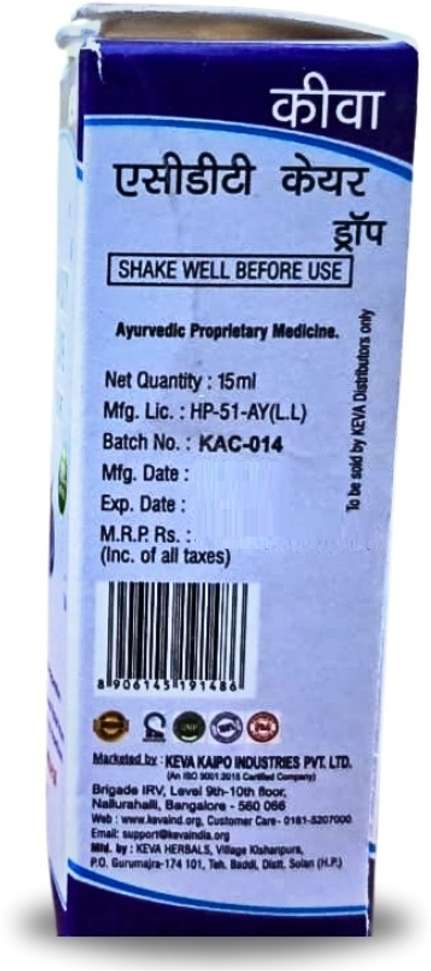 कीवा
एसीडीटी केयर
ड्रॉप
SHAKE WELL BEFORE USE
Ayurvedic Proprietary Medicine.
Net Quantity : 15ml
Mfg. Lic. : HP-51-AY(L.L)
Batch No. : KAC-014
Mfg. Date :
Exp. Date :
M.R.P. Rs. :
(Inc. of all taxes)
To be sold by KEVA Distributors only
8 906145 191486
Marketed by : KEVA KAIPO INDUSTRIES PVT. LTD.
(An ISO 9001:2015 Certified Company)
Brigade IRV, Level 9th-10th floor,
Nallurahalli, Bangalore - 560 066
Web : www.kevaind.org, Customer Care- 0161-5207000
Email: support@kevaindia.org
Mfd. by : KEVA HERBALS, Village Kishanpura,
P.O. Gurumajra-174 101, Teh. Baddi, Distt. Solan (H.P.)